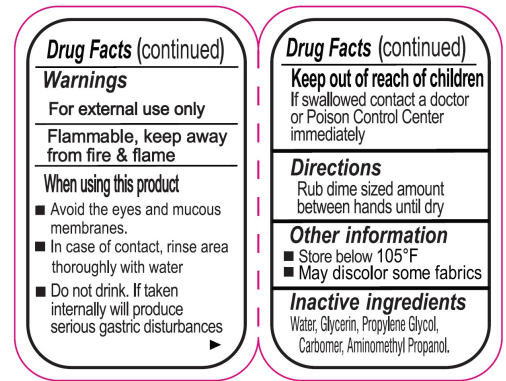 Drug Facts (continued)
Warnings
For external use only
Flammable, keep away
from fire & flame
When using this product
■ Avoid the eyes and mucous
membranes.
■ In case of contact, rinse area
thoroughly with water
■ Do not drink. If taken
internally will produce
serious gastric disturbances
▶
Drug Facts (continued)
Keep out of reach of children
If swallowed contact a doctor
or Poison Control Center
immediately
Directions
Rub dime sized amount
between hands until dry
Other information
■ Store below 105°F
■ May discolor some fabrics
Inactive ingredients
Water, Glycerin, Propylene Glycol,
Carbomer, Aminomethyl Propanol.